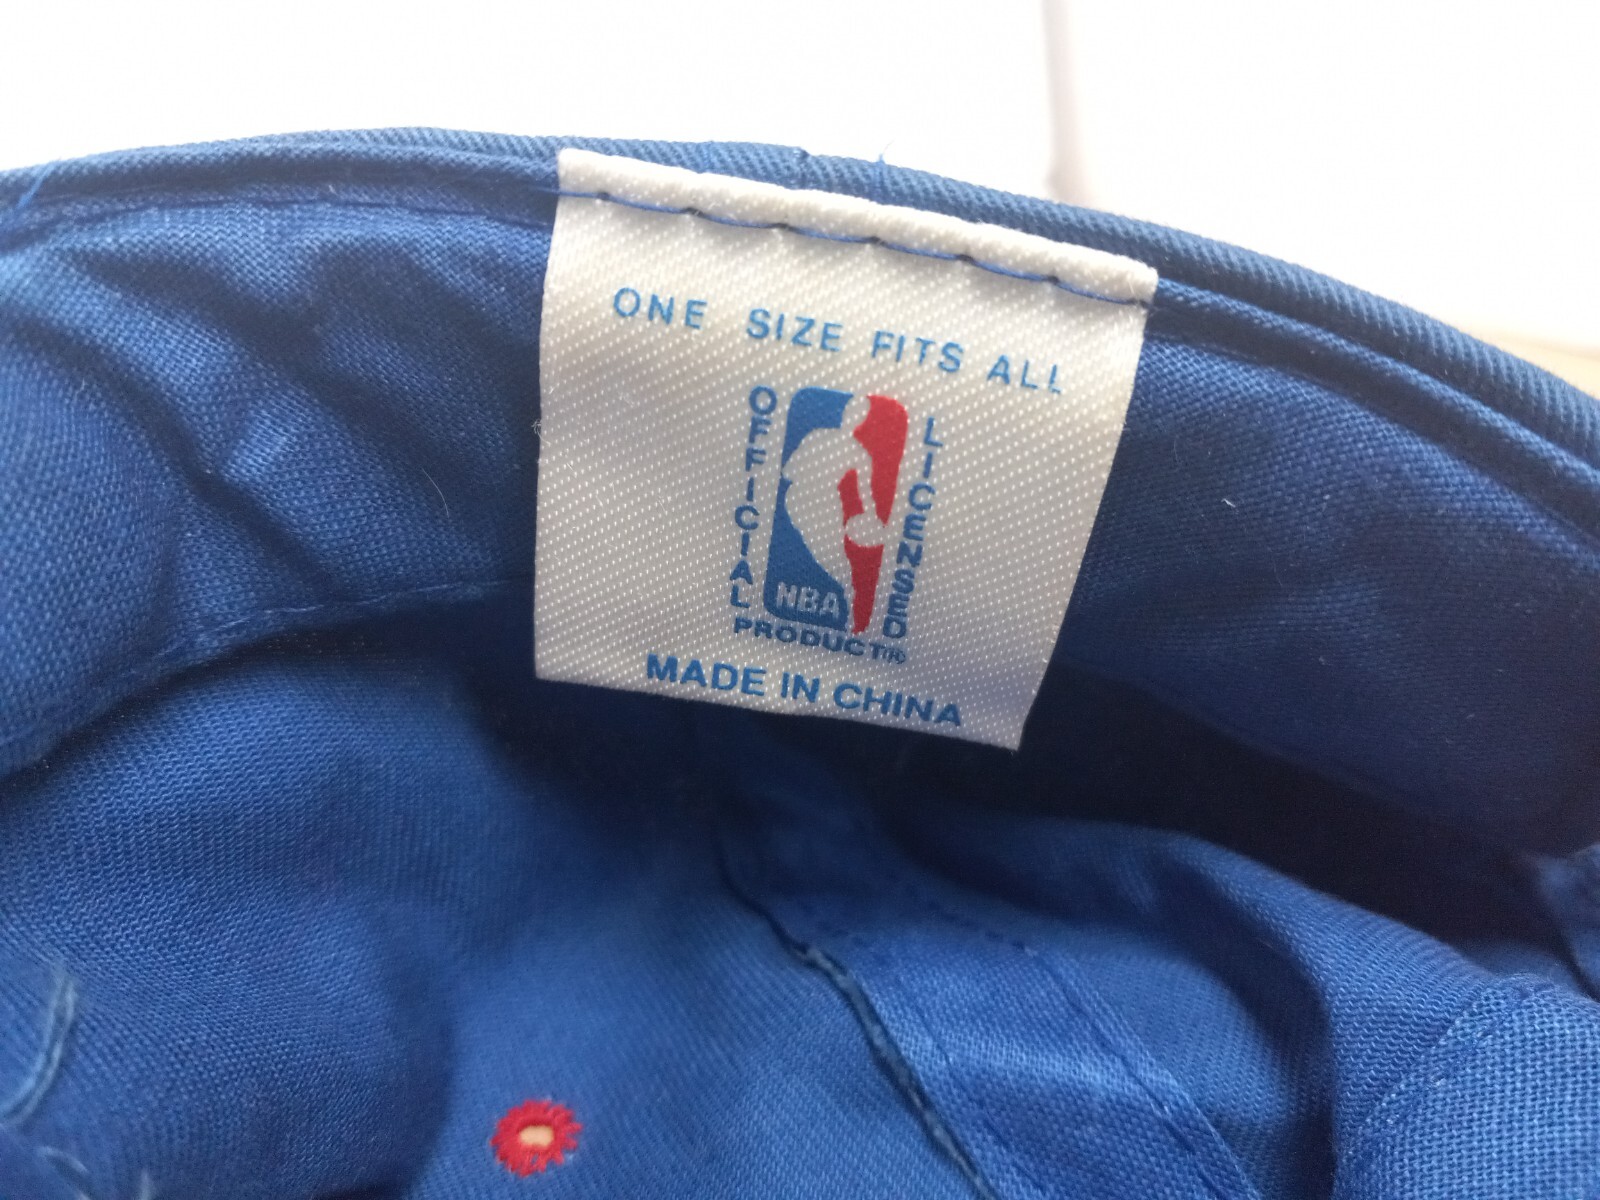 ONE SIZE FITS ALL
OFFICIAL
LICENSED
NBA
PRODUCT®
MADE IN CHINA